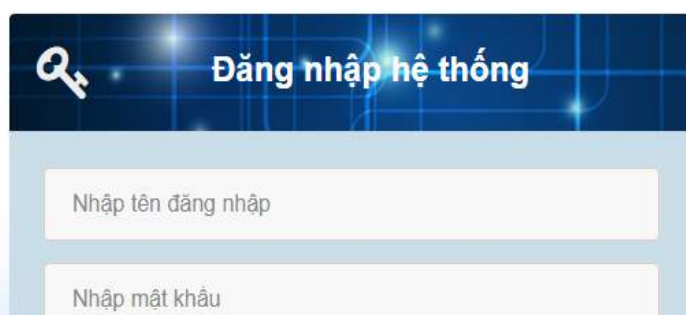 Đăng nhập hệ thống
Nhập tên đăng nhập
Nhập mật khẩu